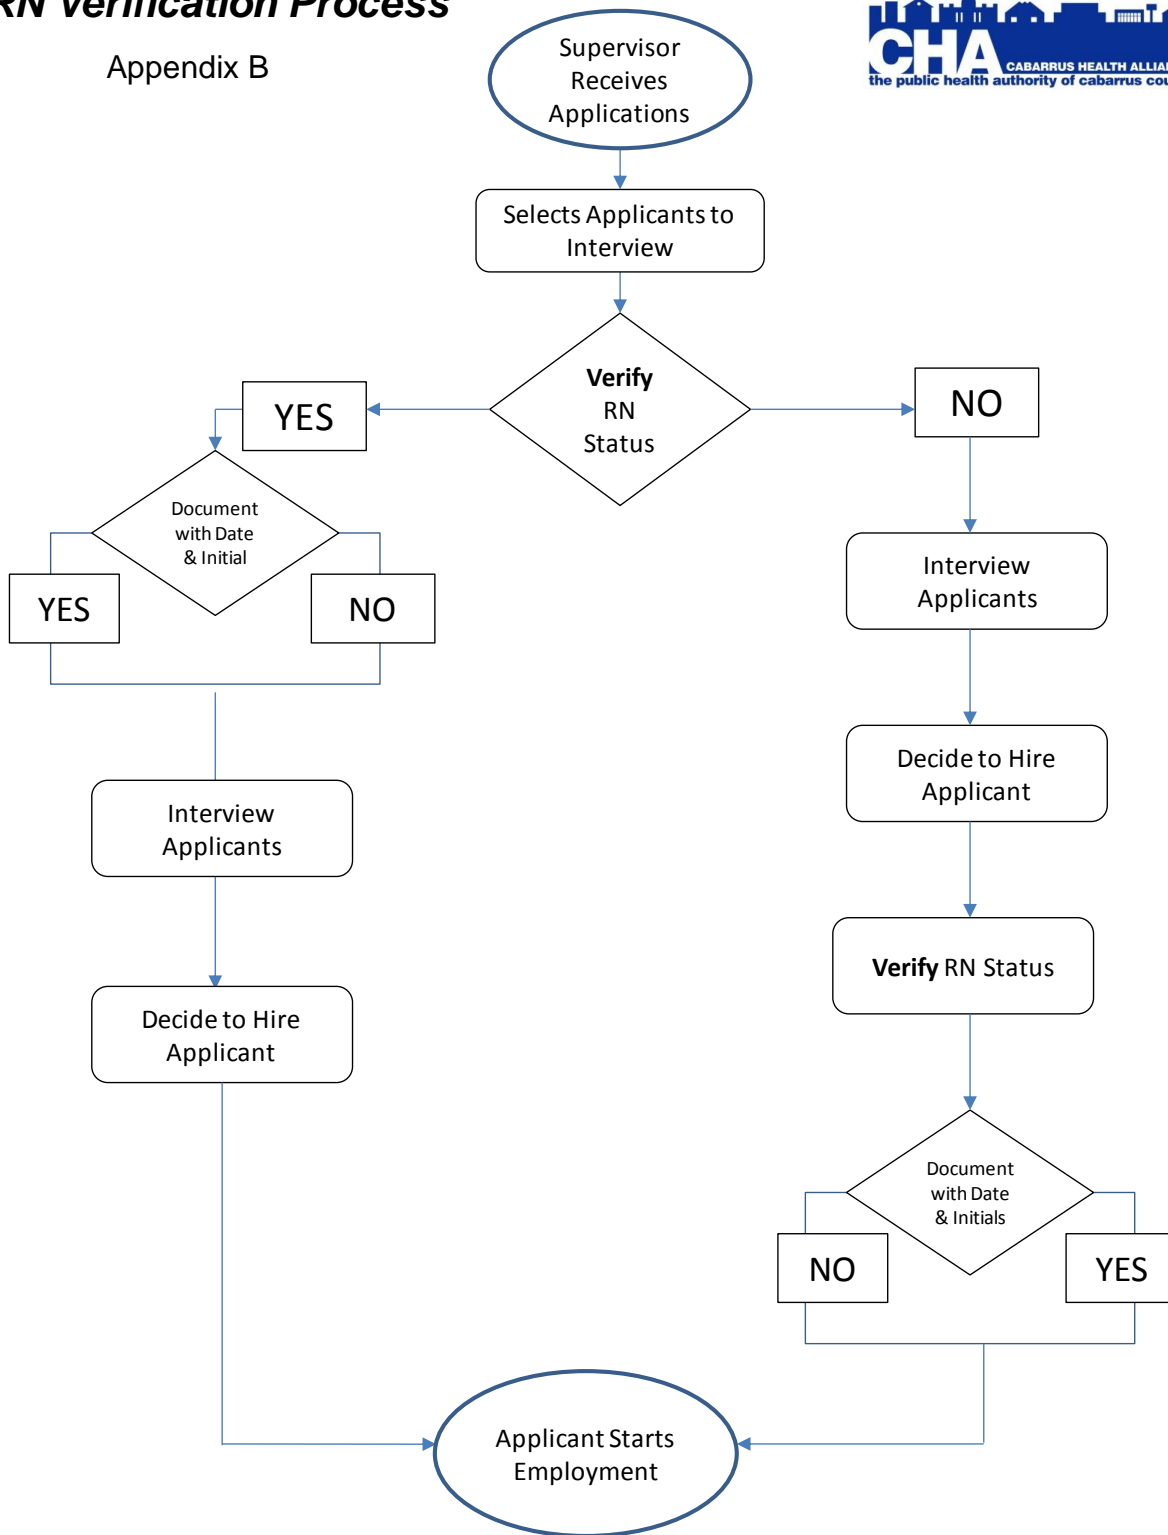 RN Verification Process
Appendix B
CHA
CABARRUS HEALTH
the public health authority of cabarrus
Supervisor
Receives
Applications
Selects Applicants to
Interview
Verify
RN
Status
YES
NO
Document
with Date
& Initial
YES
NO
Interview
Applicants
Decide to Hire
Applicant
Interview
Applicants
Decide to Hire
Applicant
Verify RN Status
Document
with Date
& Initials
NO
YES
Applicant Starts
Employment